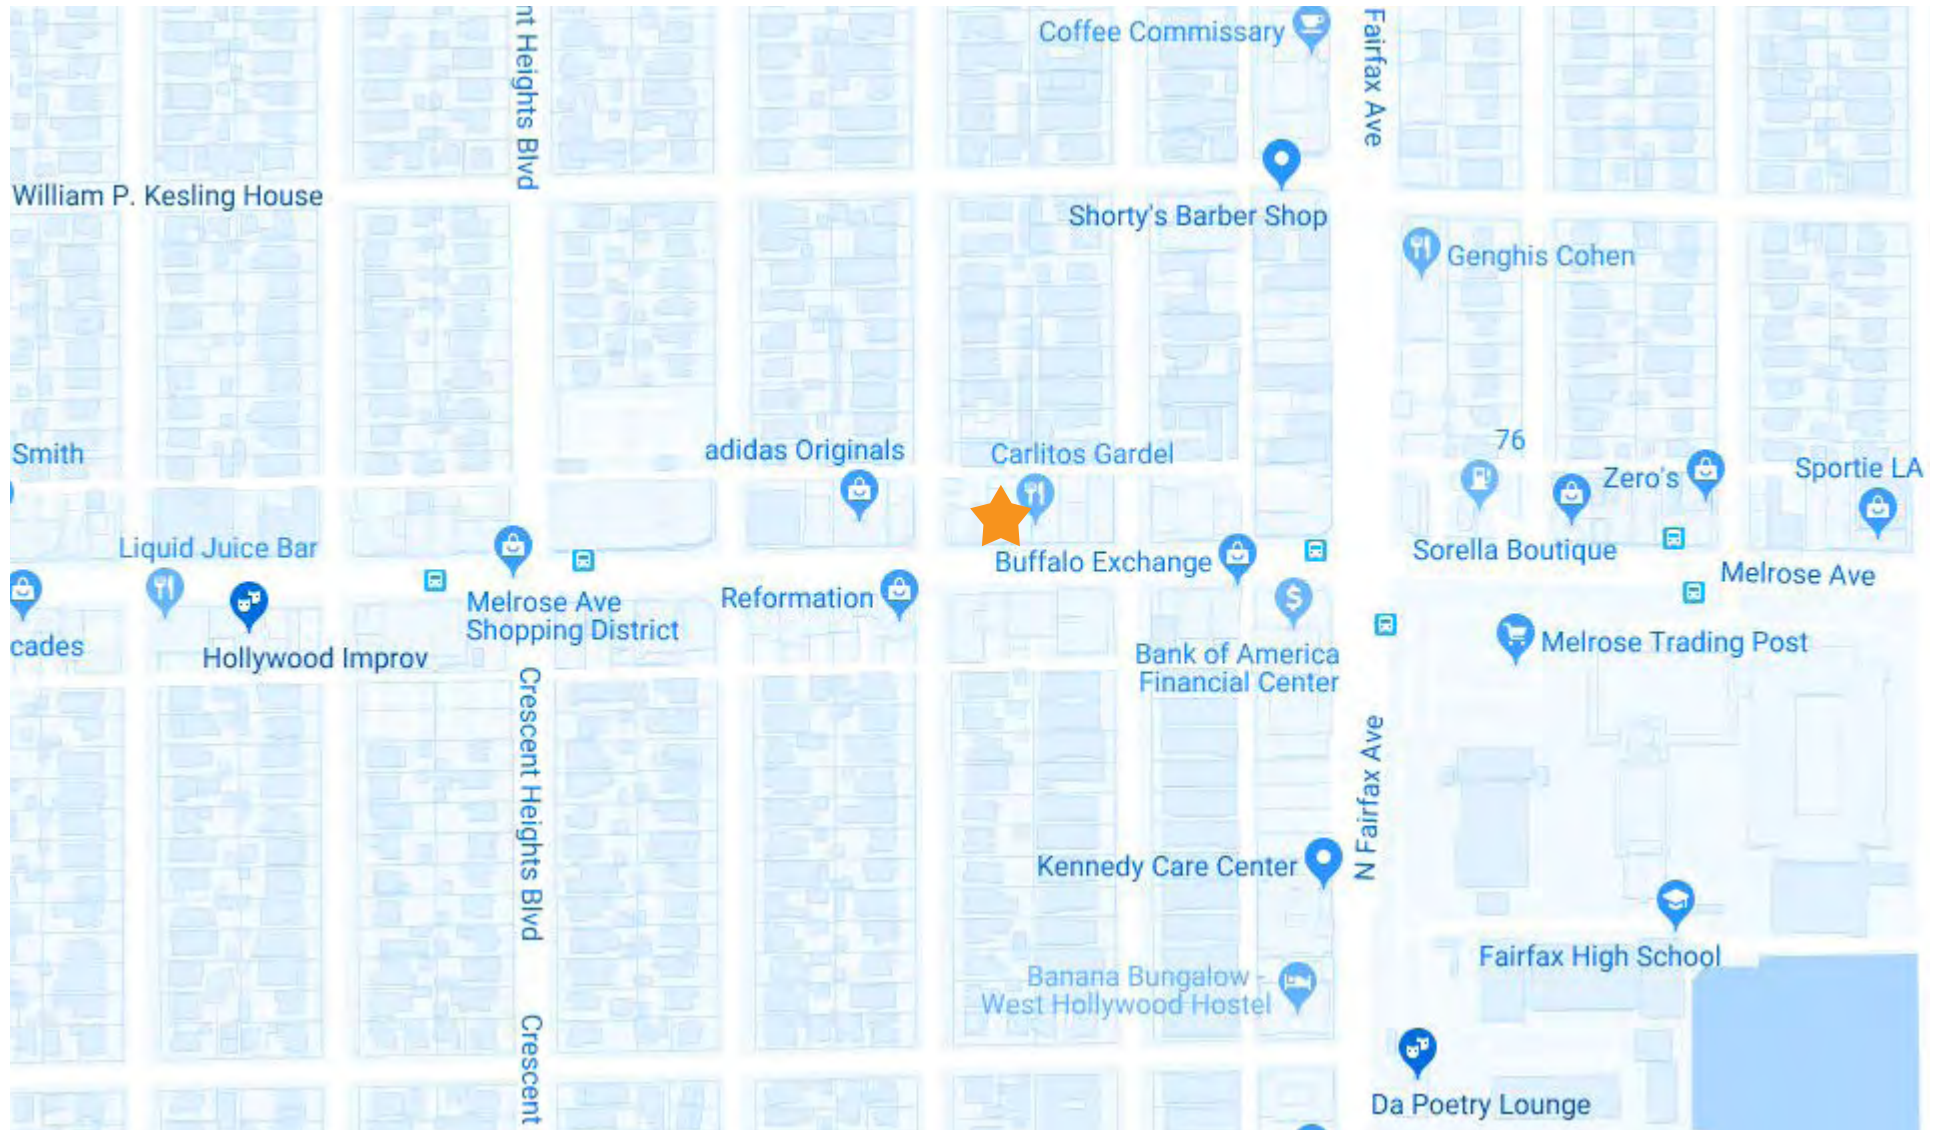 nt Heights Blvd
Coffee Commissary
Fairfax Ave
William P. Kesling House
Shorty's Barber Shop
Genghis Cohen
Smith
adidas Originals
Carlitos Gardel
76
Zero's
Sportie LA
Liquid Juice Bar
Buffalo Exchange
Sorella Boutique
Melrose Ave
Melrose Ave
Shopping District
Reformation
$
cades
Hollywood Improv
Bank of America
Financial Center
Melrose Trading Post
Crescent Heights Blvd
N Fairfax Ave
Kennedy Care Center
Fairfax High School
Banana Bungalow -
West Hollywood Hostel
Crescent
Da Poetry Lounge